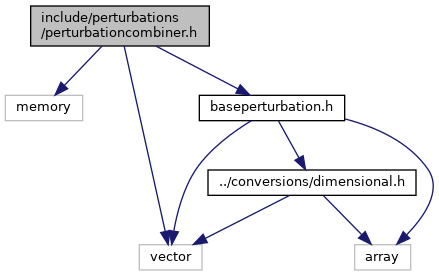 include/perturbations
/perturbationcombiner.h
memory
baseperturbation.h
../conversions/dimensional.h
vector
array